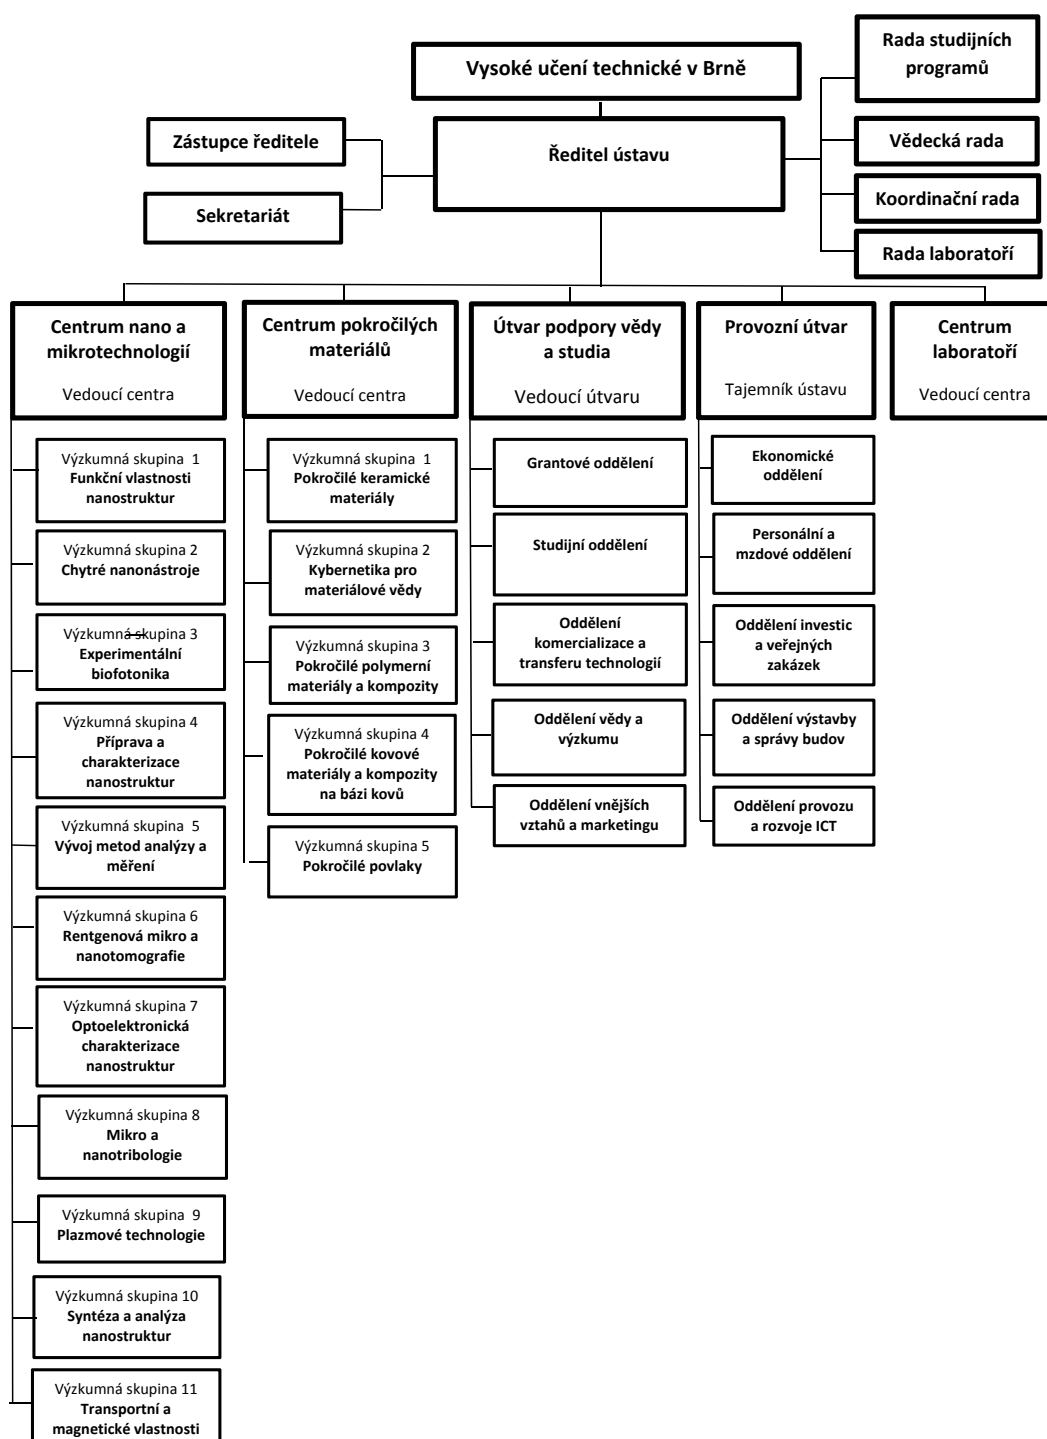 Vysoké učení technické v Brně
Rada studijních
programů
Zástupce ředitele
Ředitel ústavu
Vědecká rada
Sekretariát
Koordinační rada
Rada laboratoří
Centrum nano a
mikrotechnologií
Vedoucí centra
Centrum pokročilých
materiálů
Vedoucí centra
Útvar podpory vědy
a studia
Vedoucí útvaru
Provozní útvar
Tajemník ústavu
Centrum
laboratoří
Vedoucí centra
Výzkumná skupina 1
Funkční vlastnosti
nanostruktur
Výzkumná skupina 2
Chytré nanonástroje
Výzkumná skupina 3
Experimentální
biofotonika
Výzkumná skupina 4
Příprava a
charakterizace
nanostruktur
Výzkumná skupina 5
Vývoj metod analýzy a
měření
Výzkumná skupina 6
Rentgenová mikro a
nanotomografie
Výzkumná skupina 7
Optoelektronická
charakterizace
nanostruktur
Výzkumná skupina 8
Mikro a
nanotribologie
Výzkumná skupina 9
Plazmové technologie
Výzkumná skupina 10
Syntéza a analýza
nanostruktur
Výzkumná skupina 11
Transportní a
magnetické vlastnosti
Výzkumná skupina 1
Pokročilé keramické
materiály
Výzkumná skupina 2
Kybernetika pro
materiálové vědy
Výzkumná skupina 3
Pokročilé polymerní
materiály a kompozity
Výzkumná skupina 4
Pokročilé kovové
materiály a kompozity
na bázi kovů
Výzkumná skupina 5
Pokročilé povlaky
Grantové oddělení
Studijní oddělení
Oddělení
komercializace a
transferu technologií
Oddělení vědy a
výzkumu
Oddělení vnějších
vztahů a marketingu
Ekonomické
oddělení
Personální a
mzdové oddělení
Oddělení investic
a veřejných
zakázek
Oddělení výstavby
a správy budov
Oddělení provozu
a rozvoje ICT